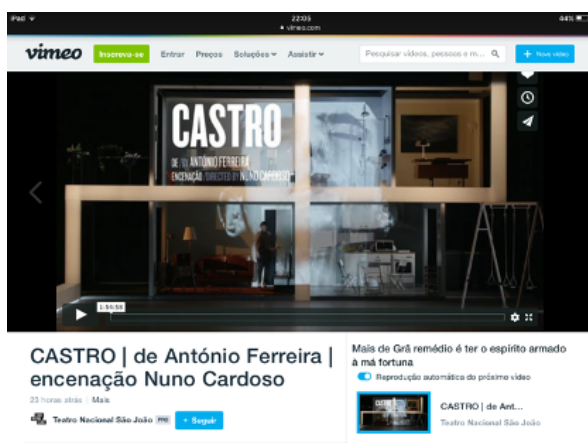 iPad
22:05
44%
vimeo.com
vimeo
Inscreva-se
Entrar
Preços
Soluções
Assistir
Pesquisar vídeos, pessoas e m...
+ Novo vídeo
CASTRO
DE / BY ANTÓNIO FERREIRA
ENCENAÇÃO / DIRECTED BY NUNO CARDOSO
1:54:58
CASTRO | de António Ferreira |
encenação Nuno Cardoso
23 horas atrás | Mais
Teatro Nacional São João PRO
+ Seguir
Mais de Grã remédio é ter o espírito armado
à má fortuna
Reprodução automática do próximo vídeo
CASTRO | de Ant...
Teatro Nacional São João